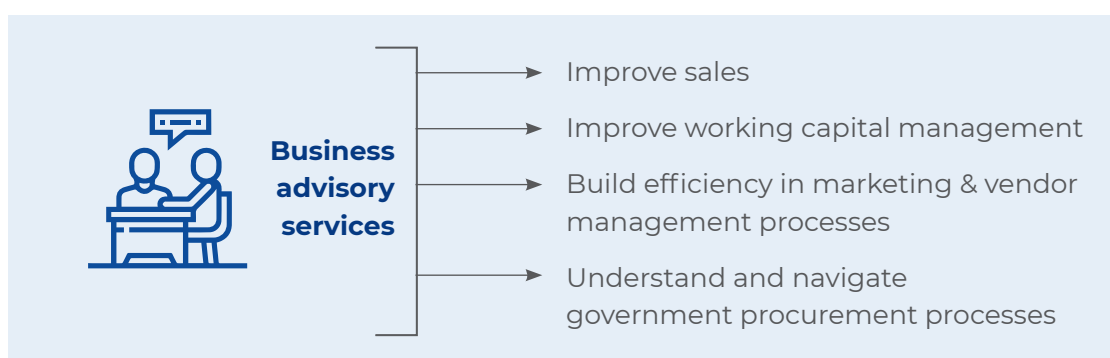 Business
advisory
services
Improve sales
Improve working capital management
Build efficiency in marketing & vendor
management processes
Understand and navigate
government procurement processes